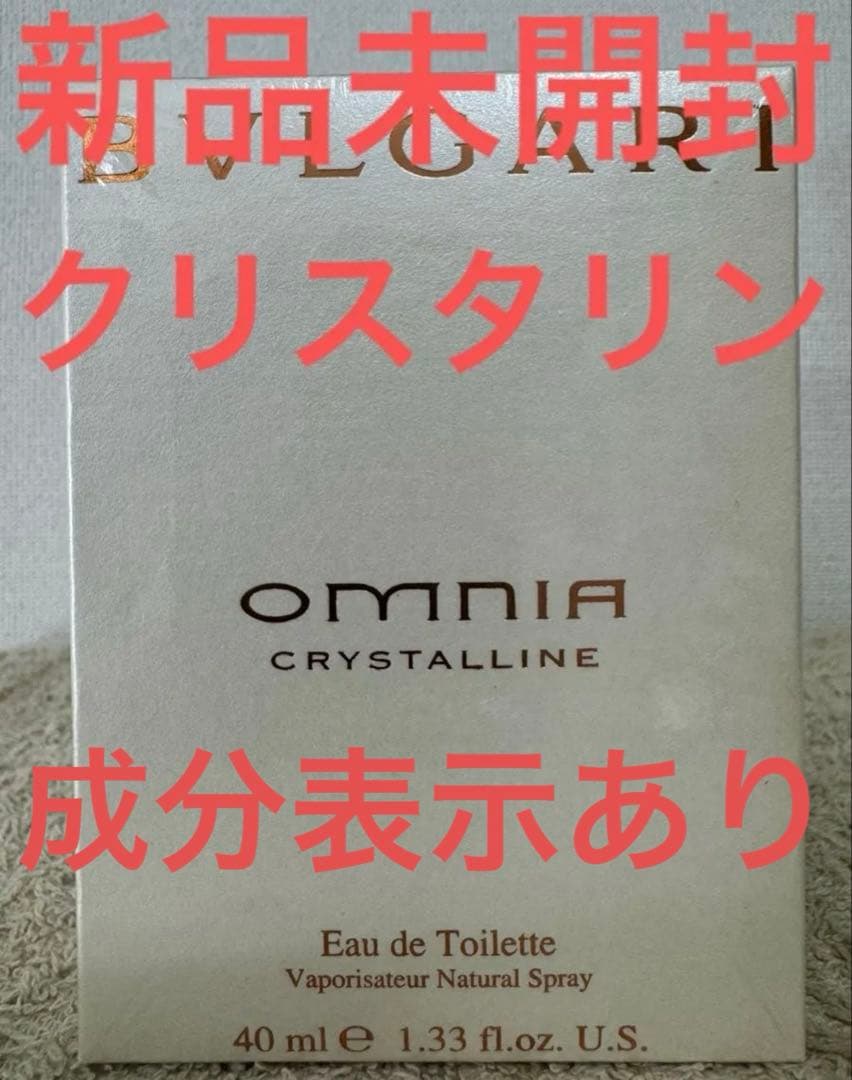 新品未開封
BVLGARI
クリスタリン
OMNIA
CRYSTALLINE
成分表示あり
Eau de Toilette
Vaporisateur Natural Spray
40 ml ℮ 1.33 fl.oz. U.S.